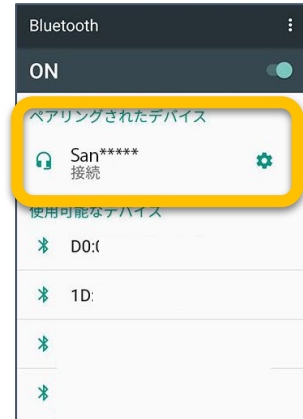 Bluetooth
ON
ペアリングされたデバイス
San*****
接続
使用可能なデバイス
D0:
1D: